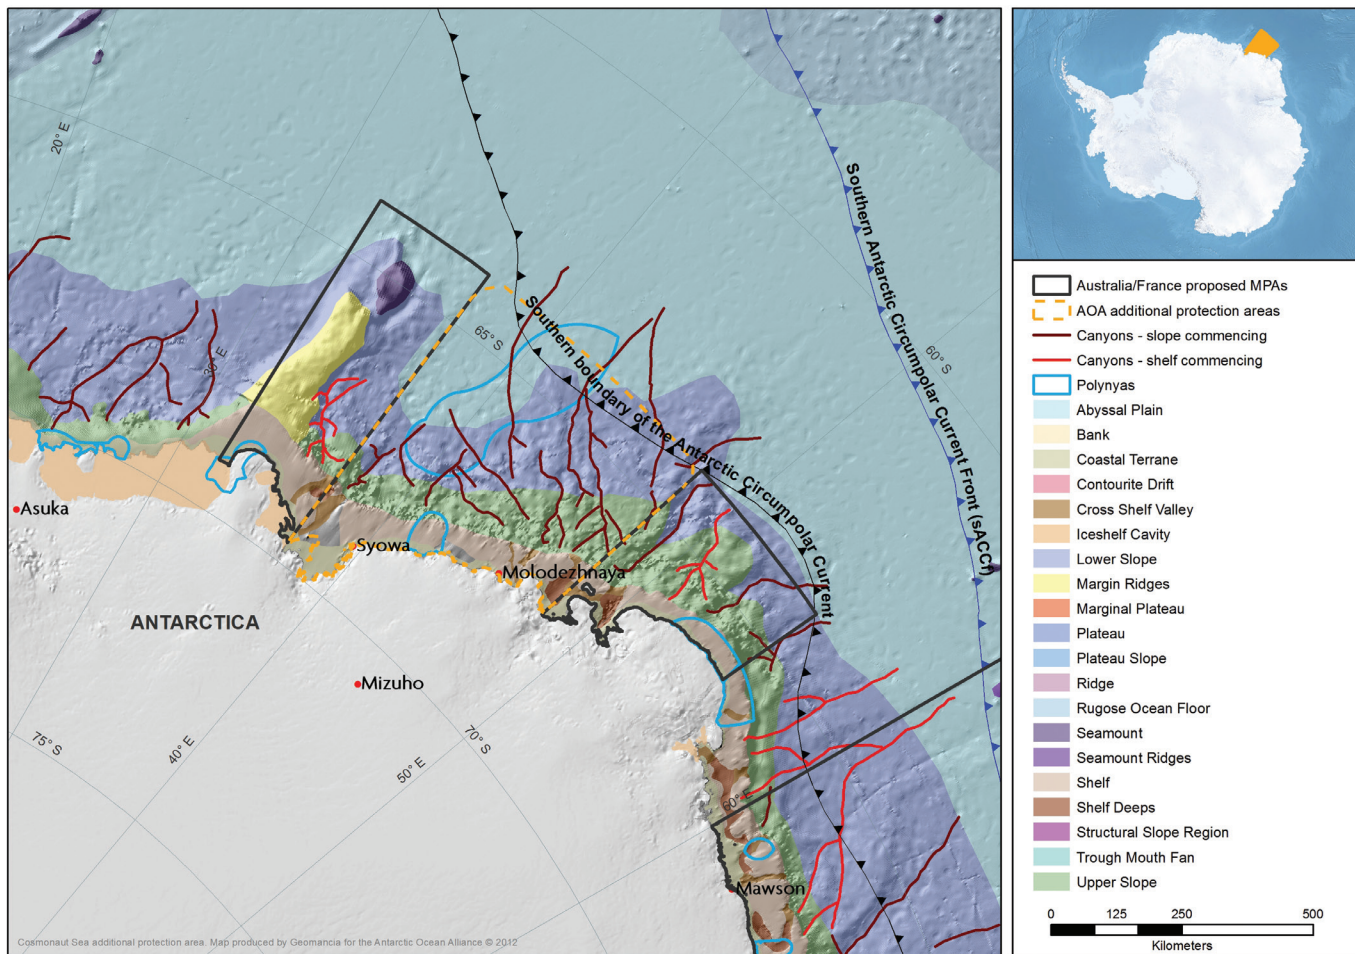 20° E
30° E
65° S
60° S
Southern Antarctic Circumpolar Current Front (sACCf)
Southern boundary of the Antarctic Circumpolar Current
Asuka
Syowa
Molodezhnaya
ANTARCTICA
Mizuho
75° S
40° E
50° E
70° S
60° E
Mawson
Cosmonaut Sea additional protection area. Map produced by Geomancia for the Antarctic Ocean Alliance © 2012
Australia/France proposed MPAs
AOA additional protection areas
Canyons - slope commencing
Canyons - shelf commencing
Polynyas
Abyssal Plain
Bank
Coastal Terrane
Contourite Drift
Cross Shelf Valley
Iceshelf Cavity
Lower Slope
Margin Ridges
Marginal Plateau
Plateau
Plateau Slope
Ridge
Rugose Ocean Floor
Seamount
Seamount Ridges
Shelf
Shelf Deeps
Structural Slope Region
Trough Mouth Fan
Upper Slope
0 125 250 500
Kilometers